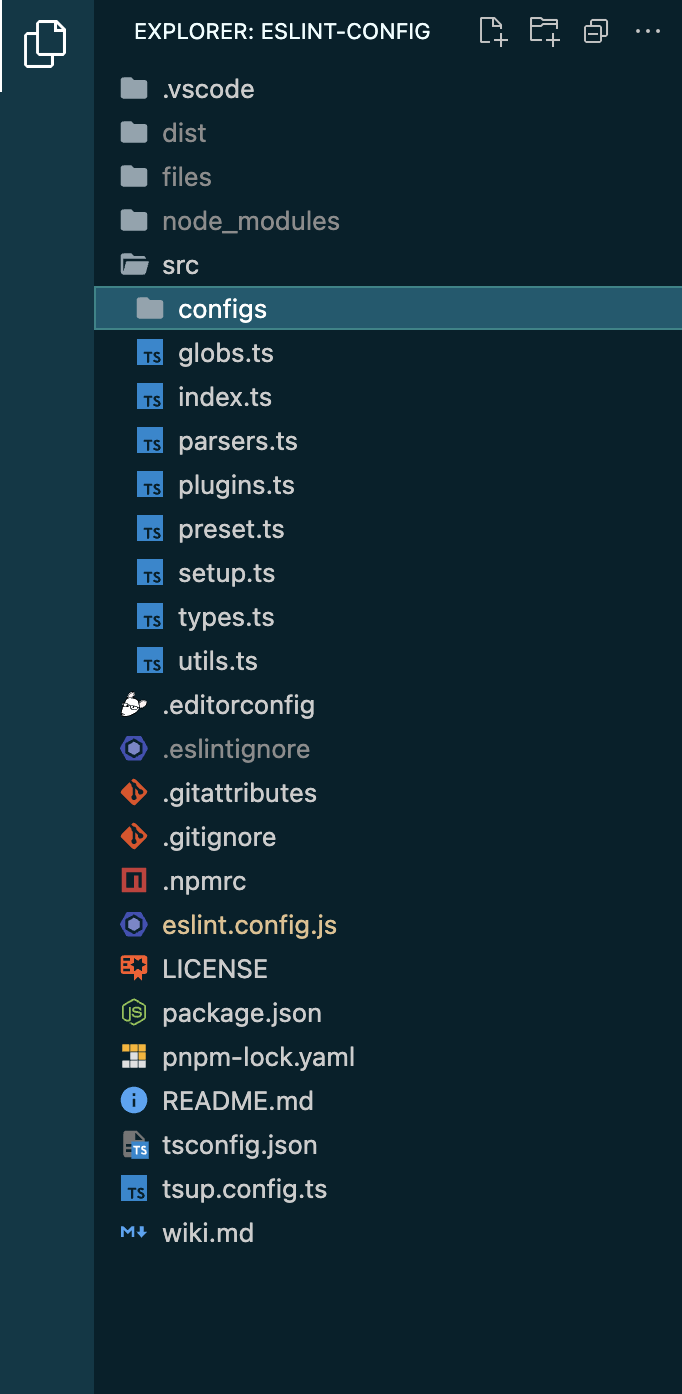 EXPLORER: ESLINT-CONFIG
.vscode
dist
files
node_modules
src
configs
TS globs.ts
TS index.ts
TS parsers.ts
TS plugins.ts
TS preset.ts
TS setup.ts
TS types.ts
TS utils.ts
.editorconfig
.eslintignore
.gitattributes
.gitignore
.npmrc
eslint.config.js
LICENSE
JS package.json
pnpm-lock.yaml
i README.md
TS tsconfig.json
TS tsup.config.ts
M wiki.md